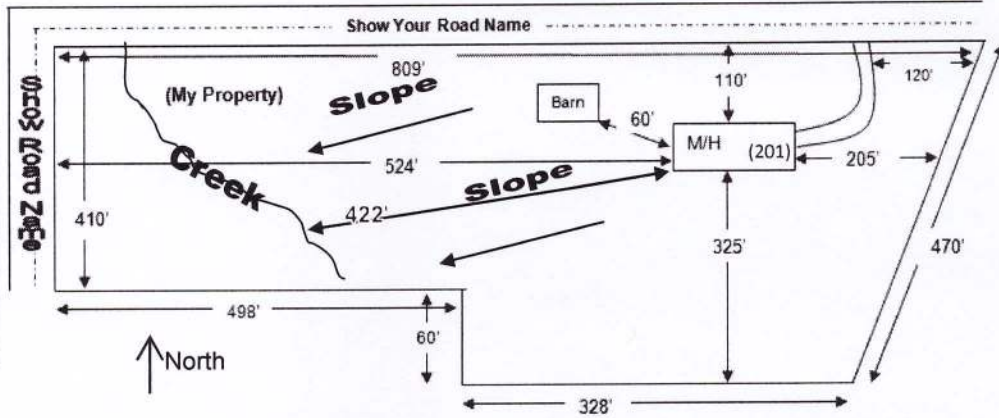 Show Your Road Name
Show Road Name
809'
(My Property)
Slope
110'
120'
Barn
60'
M/H
(201)
Creek
524'
205'
Slope
422'
410'
325'
470'
498'
60'
North
328'